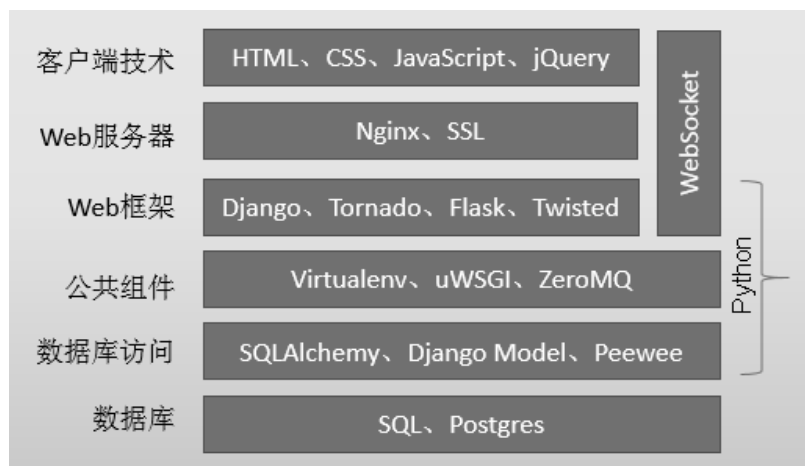 客户端技术
HTML、CSS、JavaScript、jQuery
WebSocket
Web服务器
Nginx、SSL
Web框架
Django、Tornado、Flask、Twisted
Python
公共组件
Virtualenv、uWSGI、ZeroMQ
数据库访问
SQLAlchemy、Django Model、Peewee
数据库
SQL、Postgres